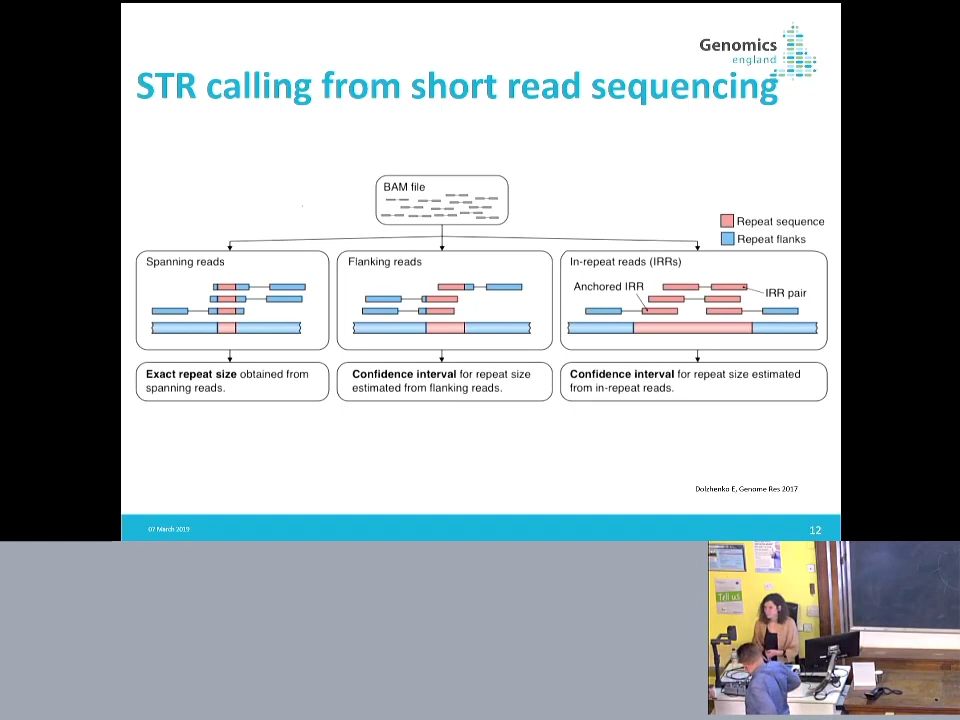 Genomics
england
STR calling from short read sequencing
BAM file
Repeat sequence
Repeat flanks
Spanning reads
Flanking reads
In-repeat reads (IRRs)
Anchored IRR
IRR pair
Exact repeat size obtained from
spanning reads.
Confidence interval for repeat size
estimated from flanking reads.
Confidence interval for repeat size estimated
from in-repeat reads.
Dolzhenko E, Genome Res 2017
07 March 2019
12
Tell us